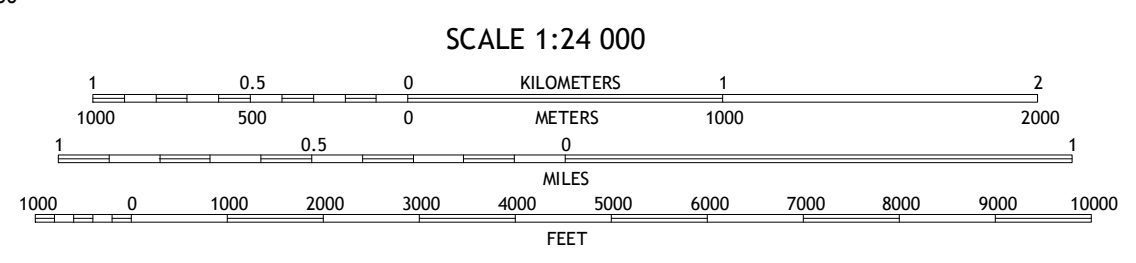 SCALE 1:24 000
1 0.5 0 KILOMETERS 1 2
1000 500 0 METERS 1000 2000
1 0.5 0 1
MILES
1000 0 1000 2000 3000 4000 5000 6000 7000 8000 9000 10000
FEET